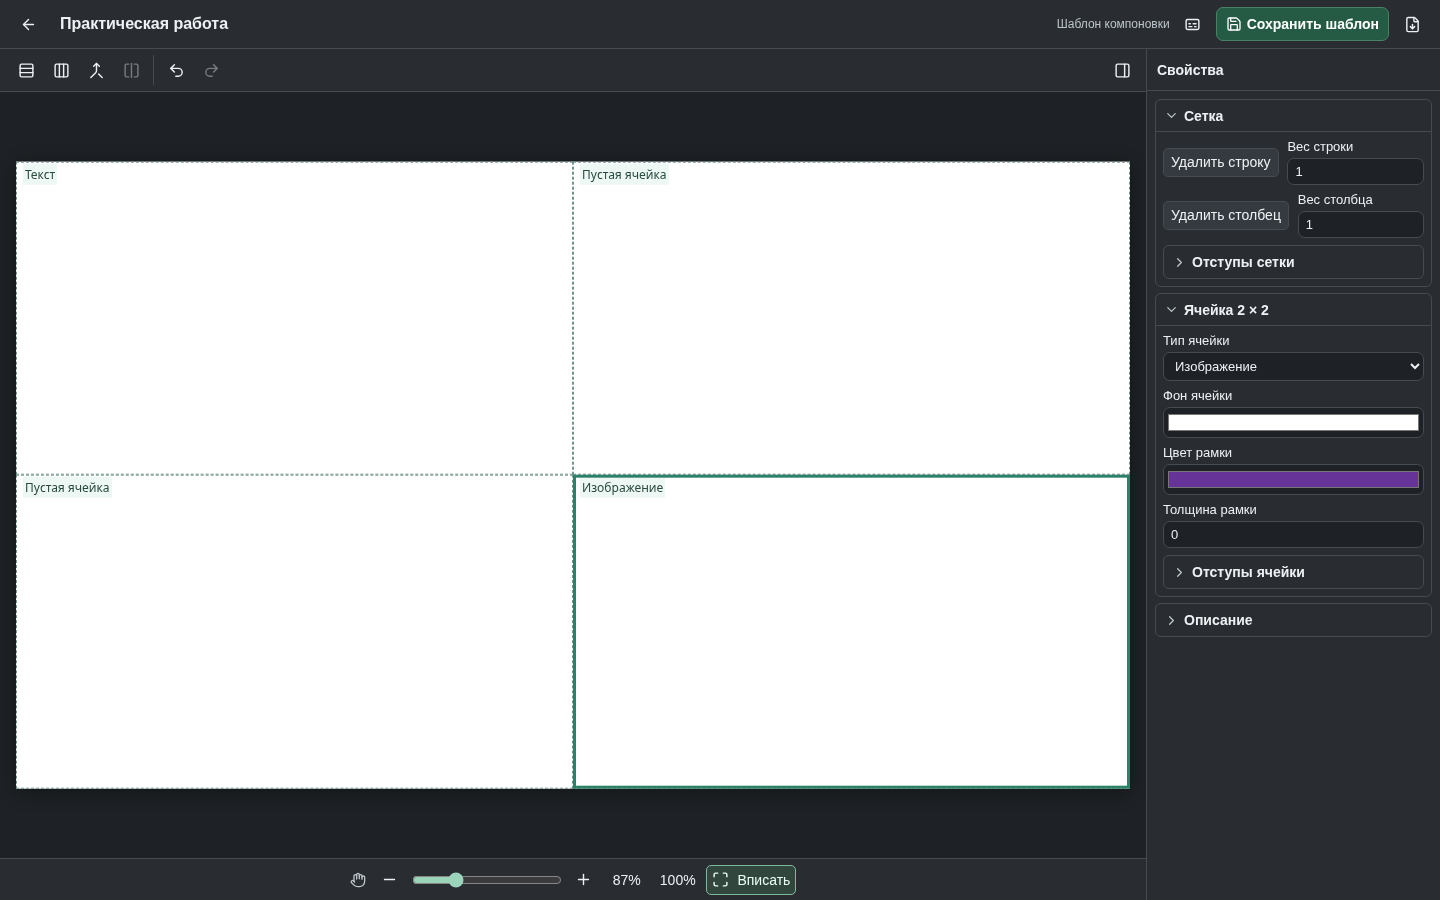 Практическая работа
Шаблон компоновки
Сохранить шаблон
Свойства
Сетка
Удалить строку
Вес строки
1
Удалить столбец
Вес столбца
1
Отступы сетки
Ячейка 2 × 2
Тип ячейки
Изображение
Фон ячейки
Цвет рамки
Толщина рамки
0
Отступы ячейки
Описание
Текст
Пустая ячейка
Пустая ячейка
Изображение
87%
100%
Вписать